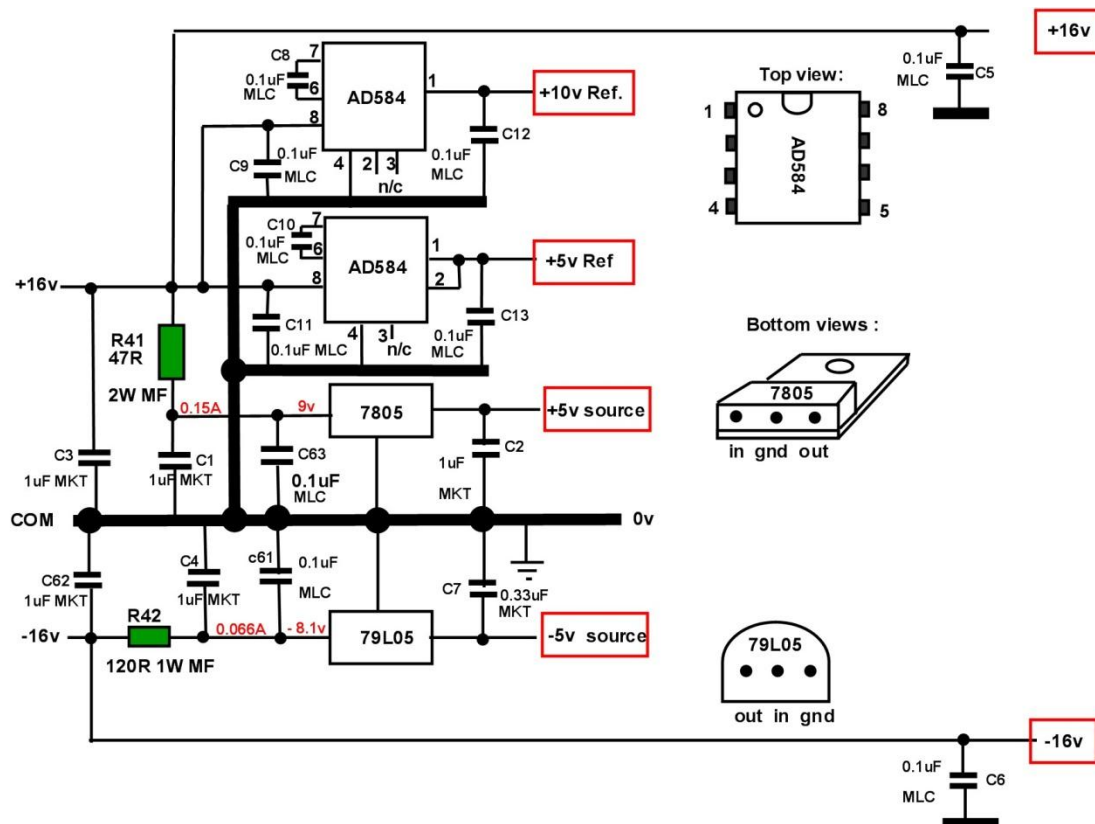 +16v
0.1uF
MLC
C5
C8
7
0.1uF
MLC
6
8
AD584
1
+10v Ref.
C12
0.1uF
MLC
C9
0.1uF
MLC
4 2 3
n/c
Top view:
1
8
AD584
4
5
C10
7
0.1uF
6
MLC
8
AD584
1
2
+5v Ref
C13
0.1uF
MLC
+16v
C11
0.1uF MLC
4
3
n/c
R41
47R
2W MF
Bottom views :
7805
in gnd out
0.15A
9v
7805
+5v source
C3
1uF MKT
C1
1uF MKT
C63
0.1uF
MLC
C2
1uF
MKT
COM
0v
C62
1uF MKT
C4
1uF MKT
c61
0.1uF
MLC
C7
0.33uF
MKT
-16v
R42
120R 1W MF
0.066A
- 8.1v
79L05
-5v source
79L05
out in gnd
-16v
0.1uF
MLC
C6